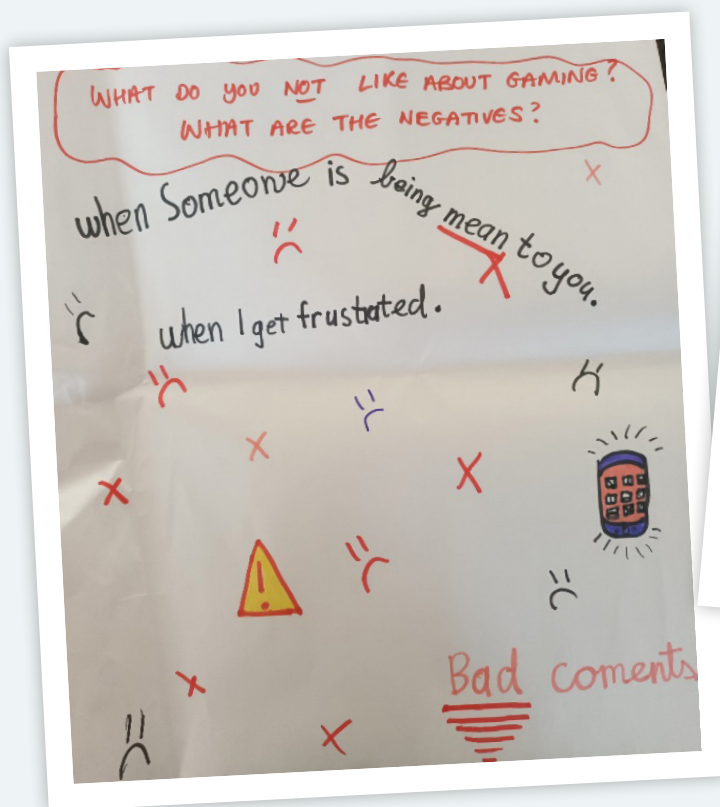 WHAT DO YOU NOT LIKE ABOUT GAMING?
WHAT ARE THE NEGATIVES?
when Someone is being mean to you.
when I get frustrated.
Bad coments